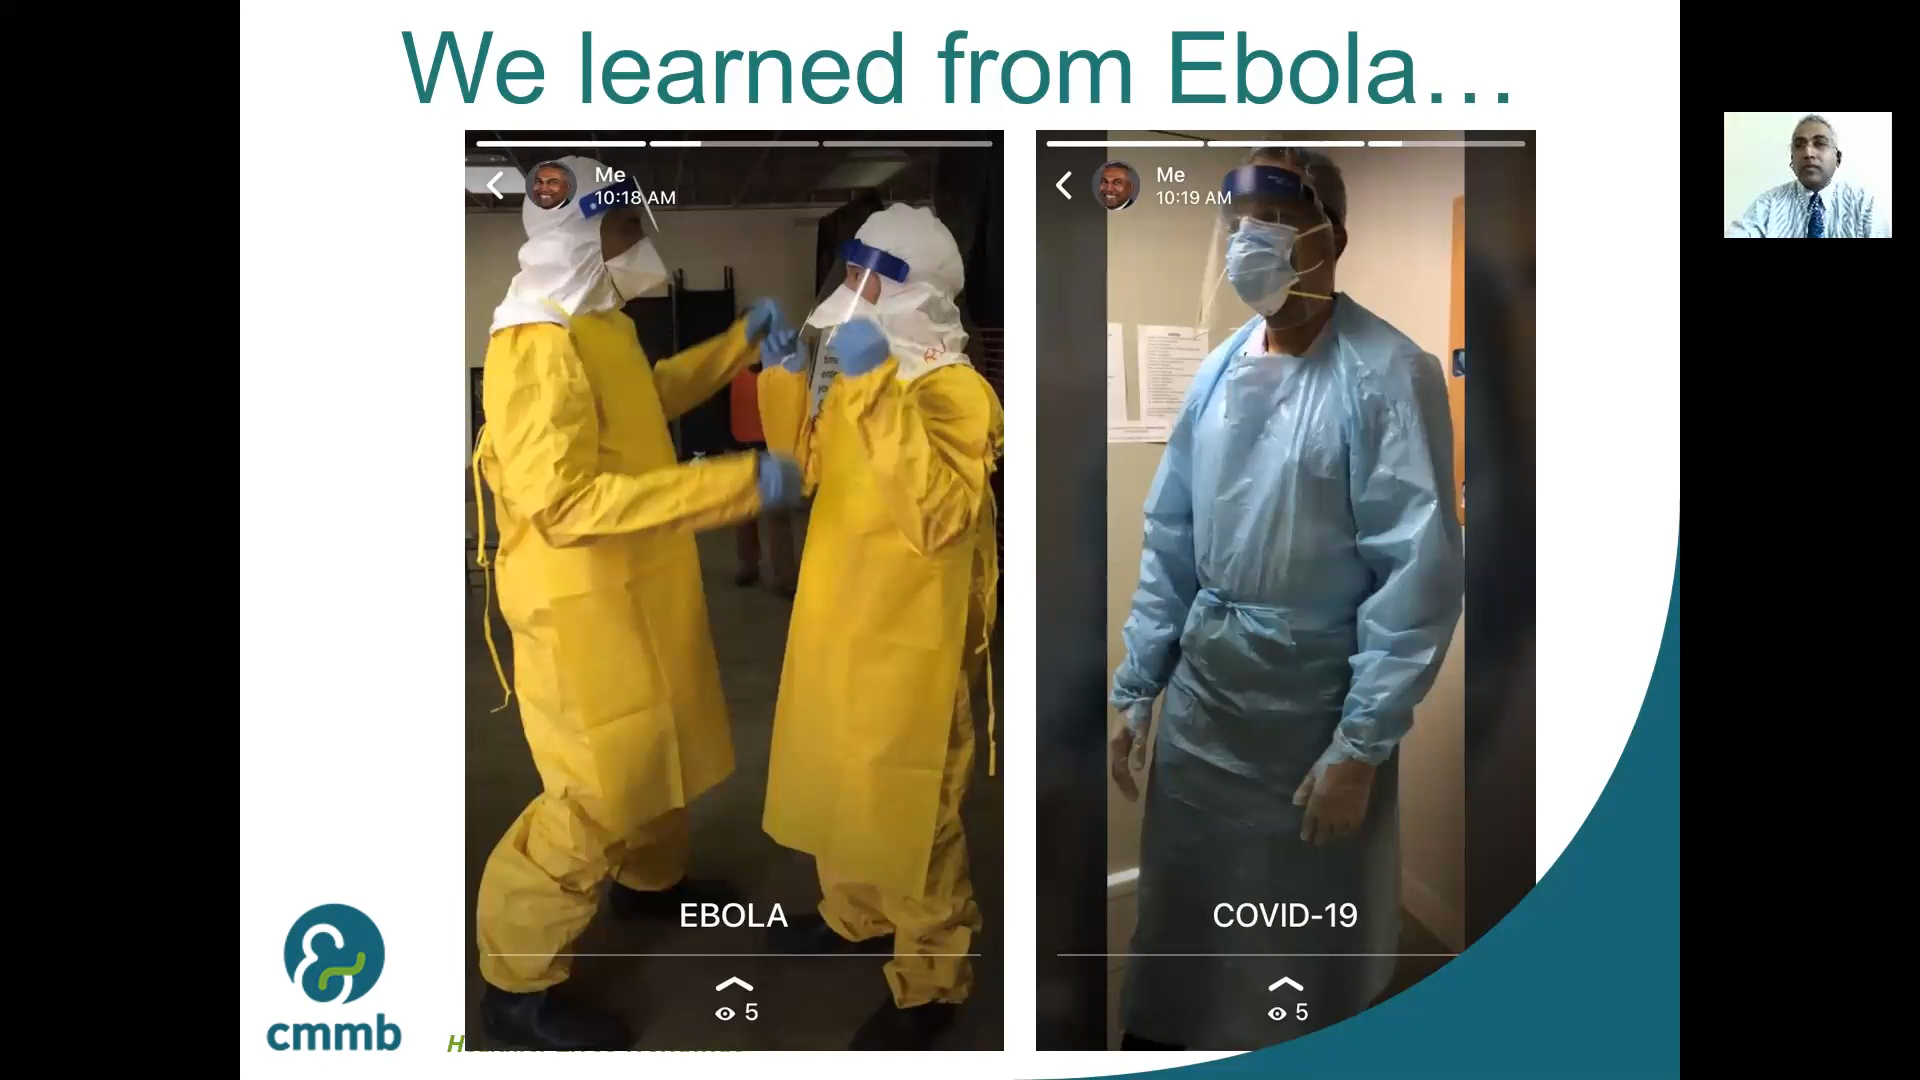 We learned from Ebola…
Me
10:18 AM
EBOLA
5
Me
10:19 AM
COVID-19
5
cmmb